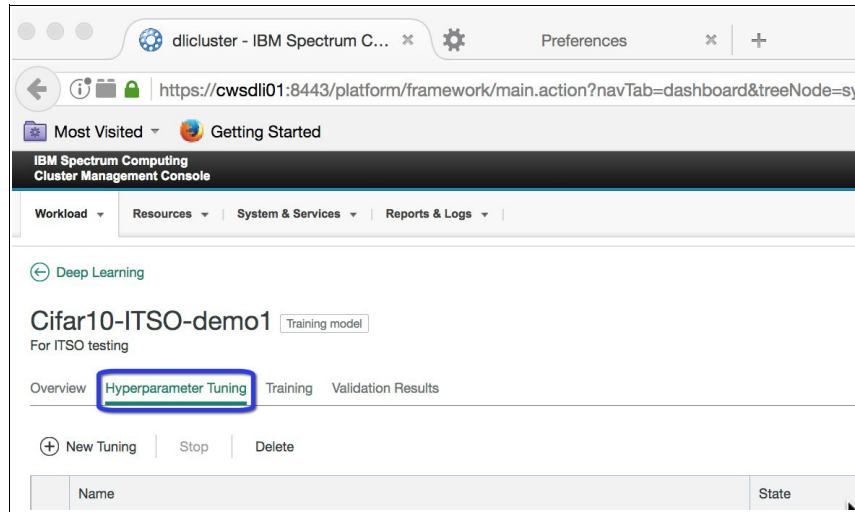 dlicluster - IBM Spectrum C... Preferences
https://cwsdli01:8443/platform/framework/main.action?navTab=dashboard&treeNode=sy
Most Visited Getting Started
IBM Spectrum Computing
Cluster Management Console
Workload Resources System & Services Reports & Logs
Deep Learning
Cifar10-ITSO-demo1 Training model
For ITSO testing
Overview Hyperparameter Tuning Training Validation Results
New Tuning Stop Delete
Name State